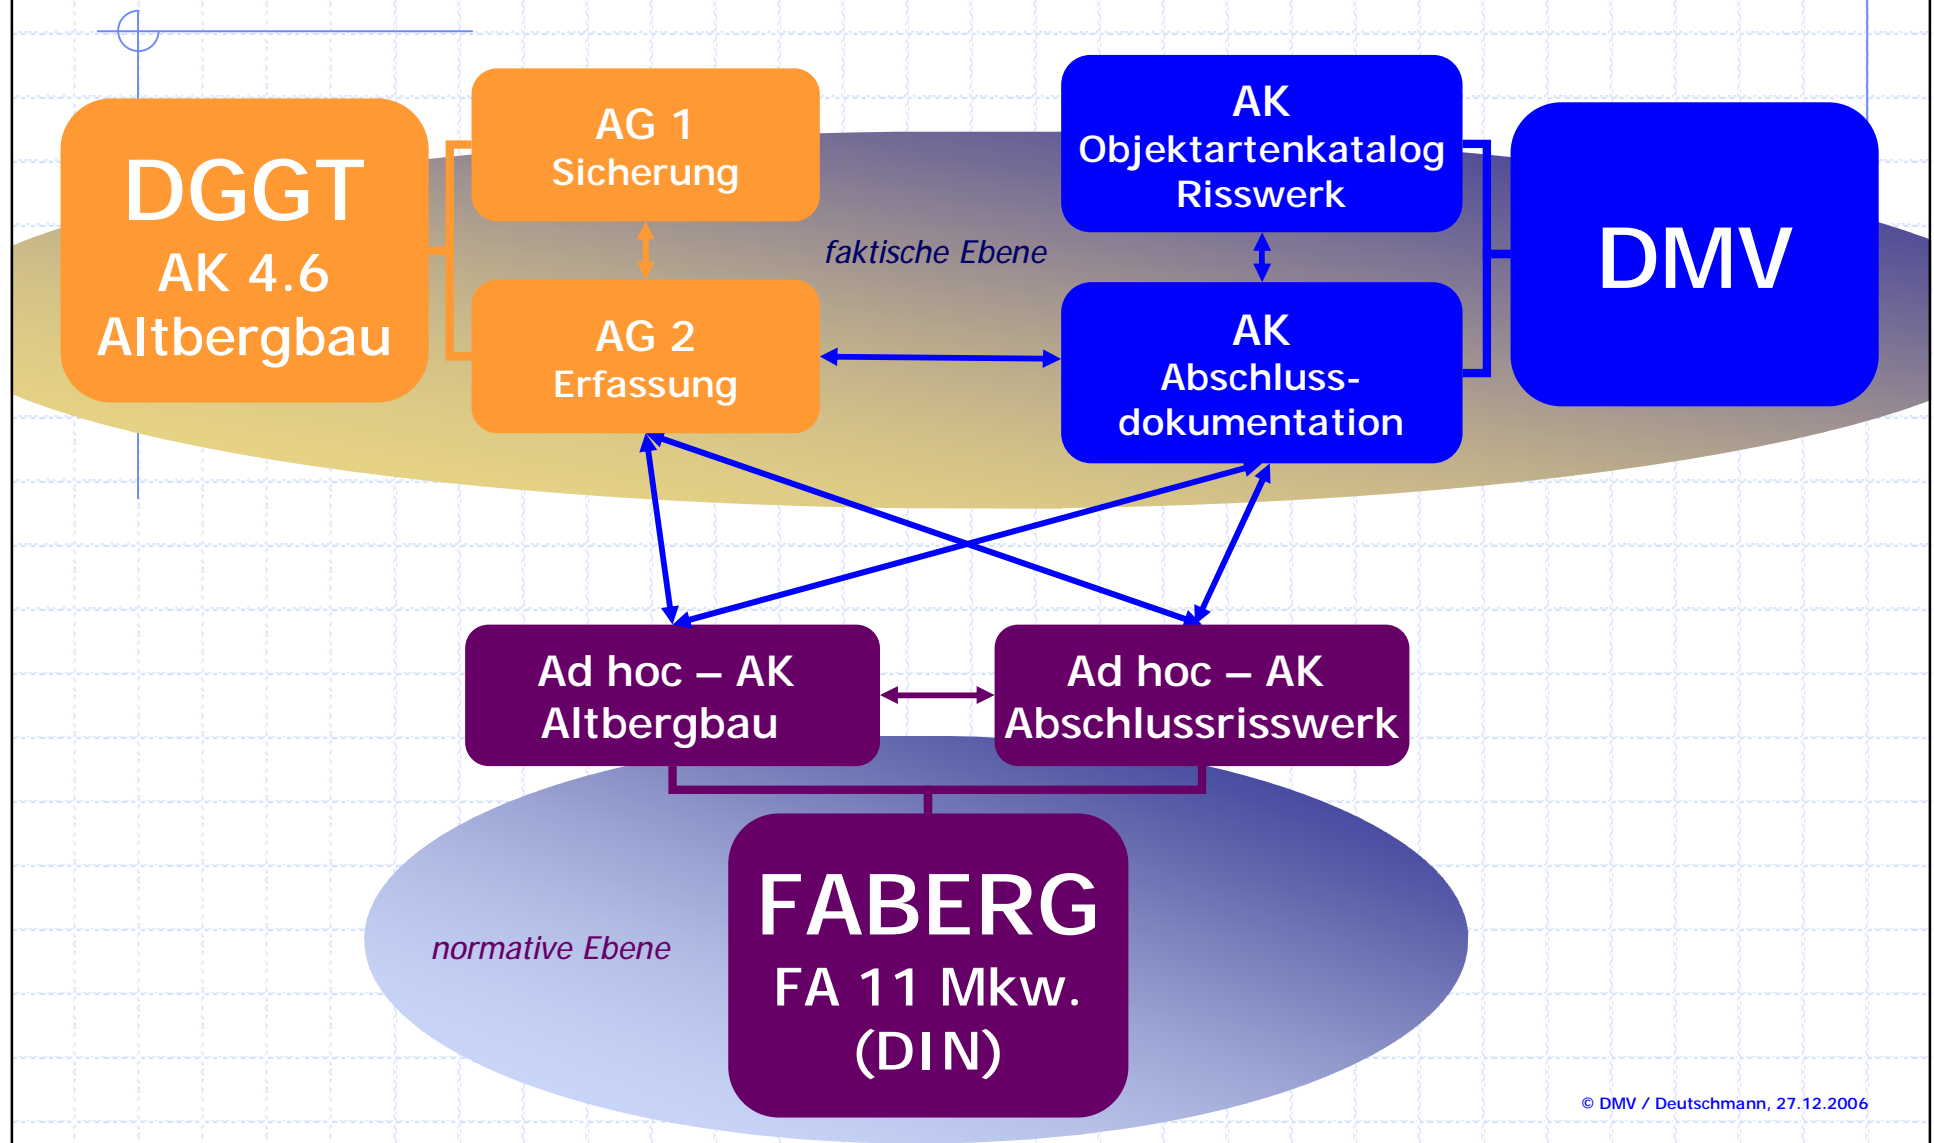 DGGT
AK 4.6
Altbergbau
AG 1
Sicherung
AG 2
Erfassung
faktische Ebene
AK
Objektartenkatalog
Risswerk
AK
Abschluss-
dokumentation
DMV
Ad hoc – AK
Altbergbau
Ad hoc – AK
Abschlussrisswerk
normative Ebene
FABERG
FA 11 Mkw.
(DIN)
© DMV / Deutschmann, 27.12.2006